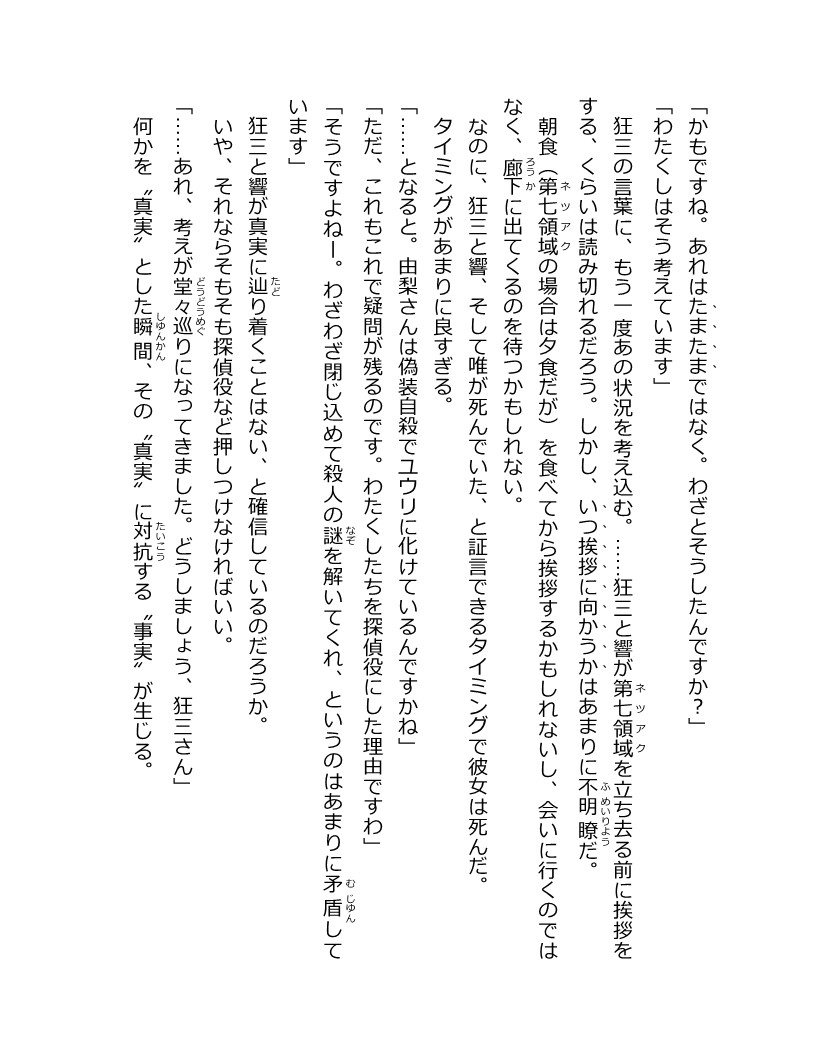 「かもですね。あれはたまたまではなく。わざとそうしたんですか？」
「わたくしはそう考えています」
狂三の言葉に、もう一度あの状況を考え込む。……狂三と響が第七領域を立ち去る前に挨拶を
する、くらいは読み切れるだろう。しかし、いつ挨拶に向かうかはあまりに不明瞭だ。
朝食（第七領域の場合は夕食だが）を食べてから挨拶するかもしれないし、会いに行くのでは
なく、廊下に出てくるのを待つかもしれない。
なのに、狂三と響、そして唯が死んでいた、と証言できるタイミングで彼女は死んだ。
タイミングがあまりに良すぎる。
「……となると。由梨さんは偽装自殺でユウリに化けているんですかね」
「ただ、これもこれで疑問が残るのです。わたくしたちを探偵役にした理由ですわ」
「そうですよねー。わざわざ閉じ込めて殺人の謎を解いてくれ、というのはあまりに矛盾して
います」
狂三と響が真実に辿り着くことはない、と確信しているのだろうか。
いや、それならそもそも探偵役など押しつけなければいい。
「……あれ、考えが堂々巡りになってきました。どうしましょう、狂三さん」
何かを〝真実〟とした瞬間、その〝真実〟に対抗する〝事実〟が生じる。